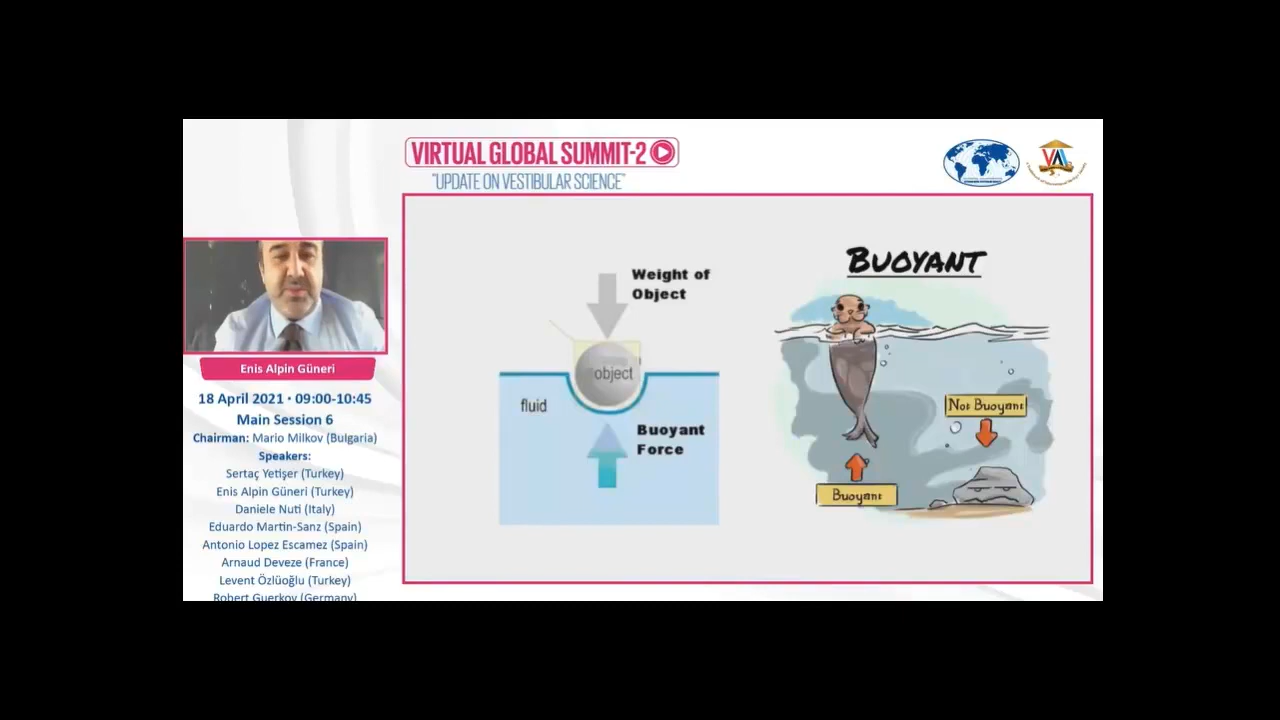 VIRTUAL GLOBAL SUMMIT-2
"UPDATE ON VESTIBULAR SCIENCE"
Enis Alpin Güneri
18 April 2021 • 09:00-10:45
Main Session 6
Chairman: Mario Milkov (Bulgaria)
Speakers:
Sertaç Yetişer (Turkey)
Enis Alpin Güneri (Turkey)
Daniele Nuti (Italy)
Eduardo Martin-Sanz (Spain)
Antonio Lopez Escamez (Spain)
Arnaud Deveze (France)
Levent Özlüoğlu (Turkey)
Robert Guerkov (Germany)
Weight of
Object
object
fluid
Buoyant
Force
BUOYANT
Not Buoyant
Buoyant
VAI